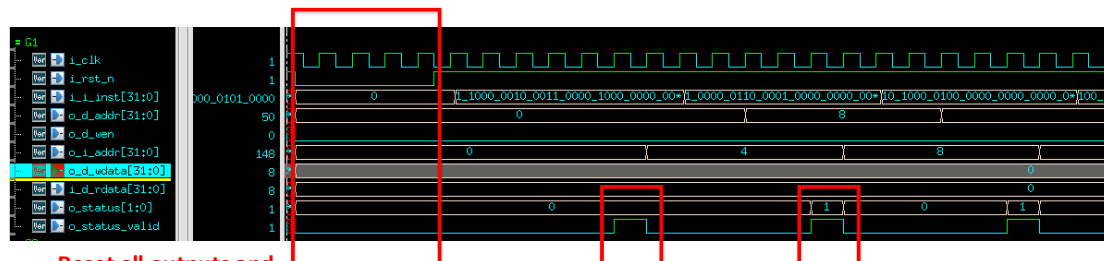 = G1
i_clk 1
i_rst_n 1
i_i_inst[31:0] 000_0101_0000 0 1_1000_0010_0011_0000_1000_0000_00* 1_0000_0110_0001_0000_0000_00* 10_1000_0100_0000_0000_0000_0* 100_
o_d_addr[31:0] 50 0 8
o_d_wen 0
o_i_addr[31:0] 148 0 4 8
o_d_wdata[31:0] 8 0
i_d_rdata[31:0] 8 0
o_status[1:0] 1 0 1 0 1
o_status_valid 1
Reset all outputs and